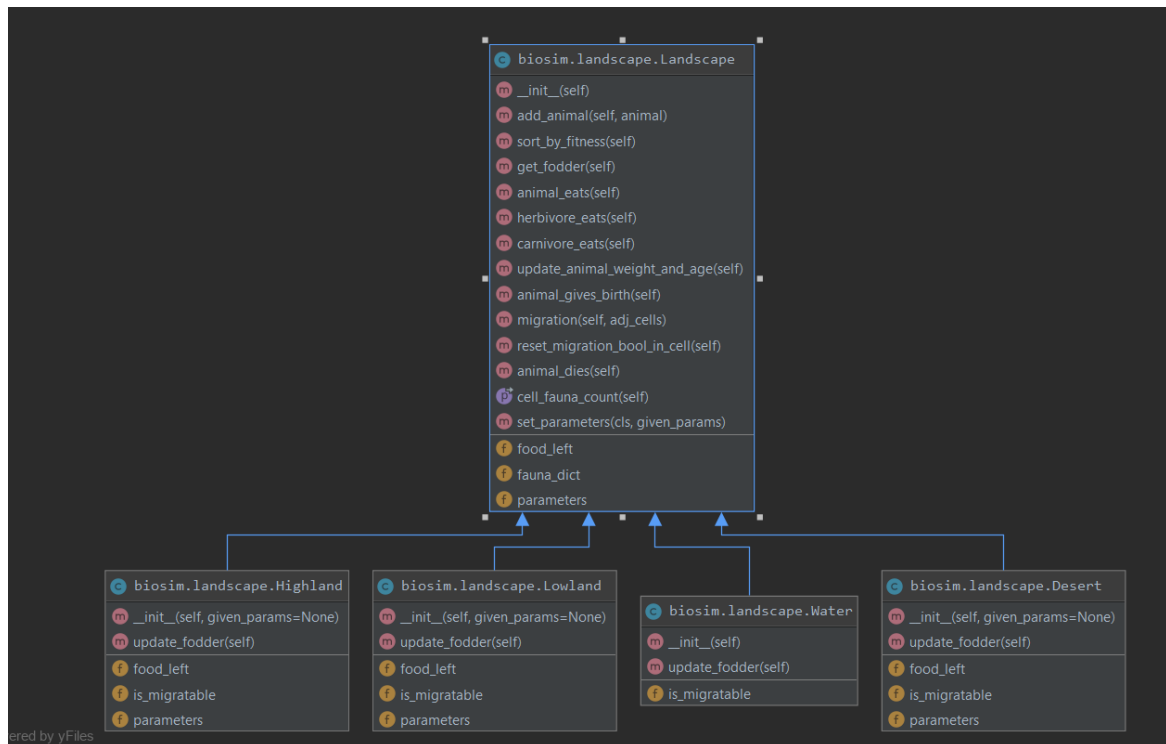 biosim.landscape.Landscape
__init__(self)
add_animal(self, animal)
sort_by_fitness(self)
get_fodder(self)
animal_eats(self)
herbivore_eats(self)
carnivore_eats(self)
update_animal_weight_and_age(self)
animal_gives_birth(self)
migration(self, adj_cells)
reset_migration_bool_in_cell(self)
animal_dies(self)
cell_fauna_count(self)
set_parameters(cls, given_params)
food_left
fauna_dict
parameters
biosim.landscape.Highland
__init__(self, given_params=None)
update_fodder(self)
food_left
is_migratable
parameters
biosim.landscape.Lowland
__init__(self, given_params=None)
update_fodder(self)
food_left
is_migratable
parameters
biosim.landscape.Water
__init__(self)
update_fodder(self)
is_migratable
biosim.landscape.Desert
__init__(self, given_params=None)
update_fodder(self)
food_left
is_migratable
parameters
ered by yFiles